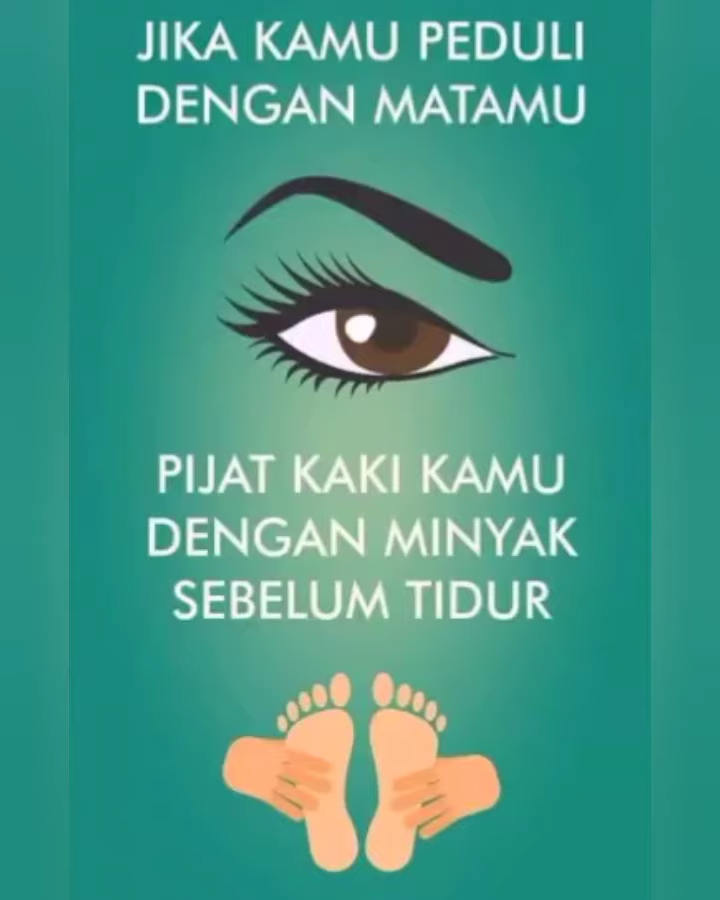 JIKA KAMU PEDULI
DENGAN MATAMU
PIJAT KAKI KAMU
DENGAN MINYAK
SEBELUM TIDUR